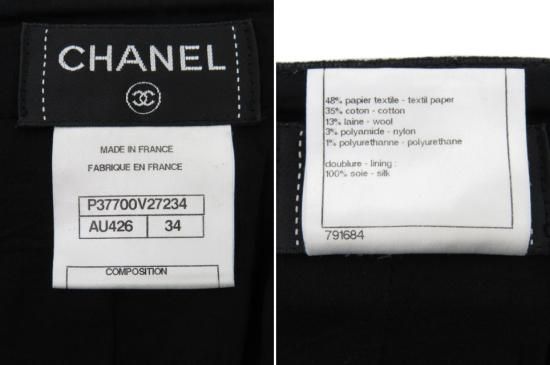 CHANEL
MADE IN FRANCE
FABRIQUE EN FRANCE
P37700V27234
AU426 34
COMPOSITION
48% papier textile - textil paper
35% coton - cotton
13% laine - wool
3% polyamide - nylon
1% polyurethanne - polyurethane
doublure - lining :
100% soie - silk
791684